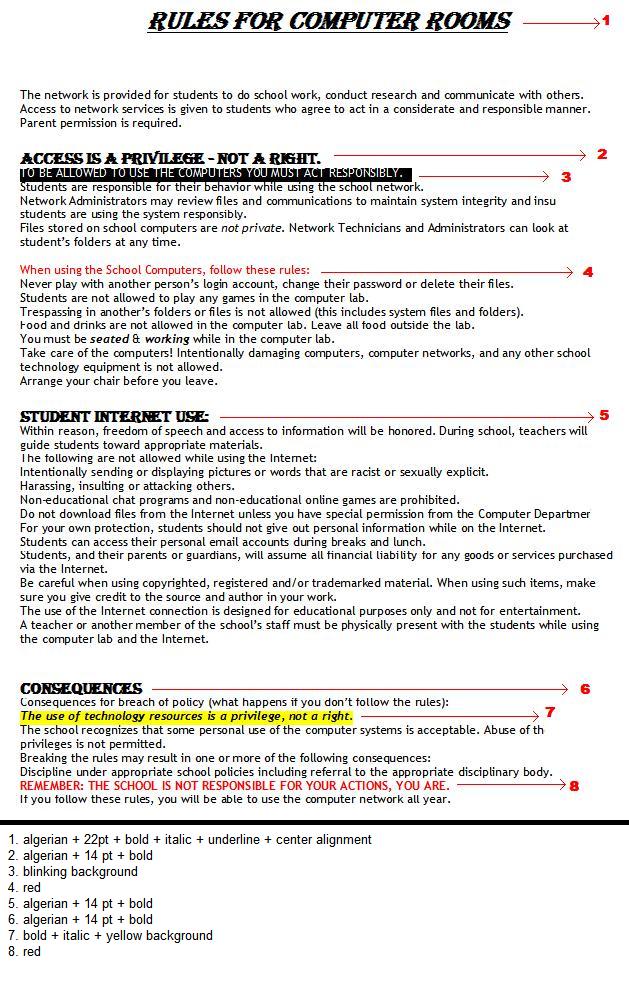 RULES FOR COMPUTER ROOMS 1
The network is provided for students to do school work, conduct research and communicate with others.
Access to network services is given to students who agree to act in a considerate and responsible manner.
Parent permission is required.
ACCESS IS A PRIVILEGE - NOT A RIGHT. 2
TO BE ALLOWED TO USE THE COMPUTERS YOU MUST ACT RESPONSIBLY. 3
Students are responsible for their behavior while using the school network.
Network Administrators may review files and communications to maintain system integrity and insu
students are using the system responsibly.
Files stored on school computers are not private. Network Technicians and Administrators can look at
student's folders at any time.
When using the School Computers, follow these rules: 4
Never play with another person's login account, change their password or delete their files.
Students are not allowed to play any games in the computer lab.
Trespassing in another's folders or files is not allowed (this includes system files and folders).
Food and drinks are not allowed in the computer lab. Leave all food outside the lab.
You must be seated & working while in the computer lab.
Take care of the computers! Intentionally damaging computers, computer networks, and any other school
technology equipment is not allowed.
Arrange your chair before you leave.
STUDENT INTERNET USE: 5
Within reason, freedom of speech and access to information will be honored. During school, teachers will
guide students toward appropriate materials.
The following are not allowed while using the Internet:
Intentionally sending or displaying pictures or words that are racist or sexually explicit.
Harassing, insulting or attacking others.
Non-educational chat programs and non-educational online games are prohibited.
Do not download files from the Internet unless you have special permission from the Computer Departmer
For your own protection, students should not give out personal information while on the Internet.
Students can access their personal email accounts during breaks and lunch.
Students, and their parents or guardians, will assume all financial liability for any goods or services purchased
via the Internet.
Be careful when using copyrighted, registered and/or trademarked material. When using such items, make
sure you give credit to the source and author in your work.
The use of the Internet connection is designed for educational purposes only and not for entertainment.
A teacher or another member of the school's staff must be physically present with the students while using
the computer lab and the Internet.
CONSEQUENCES 6
Consequences for breach of policy (what happens if you don't follow the rules):
The use of technology resources is a privilege, not a right. 7
The school recognizes that some personal use of the computer systems is acceptable. Abuse of th
privileges is not permitted.
Breaking the rules may result in one or more of the following consequences:
Discipline under appropriate school policies including referral to the appropriate disciplinary body.
REMEMBER: THE SCHOOL IS NOT RESPONSIBLE FOR YOUR ACTIONS, YOU ARE. 8
If you follow these rules, you will be able to use the computer network all year.
1. algerian + 22pt + bold + italic + underline + center alignment
2. algerian + 14 pt + bold
3. blinking background
4. red
5. algerian + 14 pt + bold
6. algerian + 14 pt + bold
7. bold + italic + yellow background
8. red